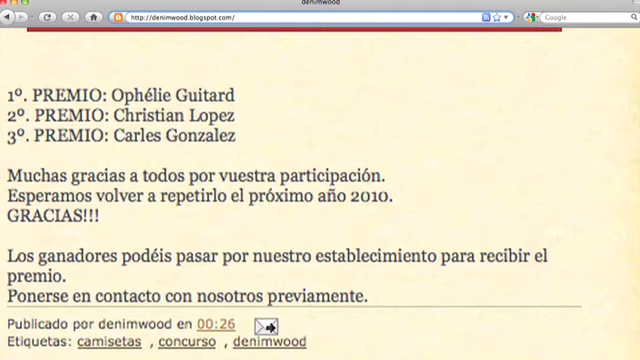 denimwood
http://denimwood.blogspot.com/
Google
1º. PREMIO: Ophélie Guitard
2º. PREMIO: Christian Lopez
3º. PREMIO: Carles Gonzalez
Muchas gracias a todos por vuestra participación.
Esperamos volver a repetirlo el próximo año 2010.
GRACIAS!!!
Los ganadores podéis pasar por nuestro establecimiento para recibir el
premio.
Ponerse en contacto con nosotros previamente.
Publicado por denimwood en 00:26
Etiquetas: camisetas , concurso , denimwood